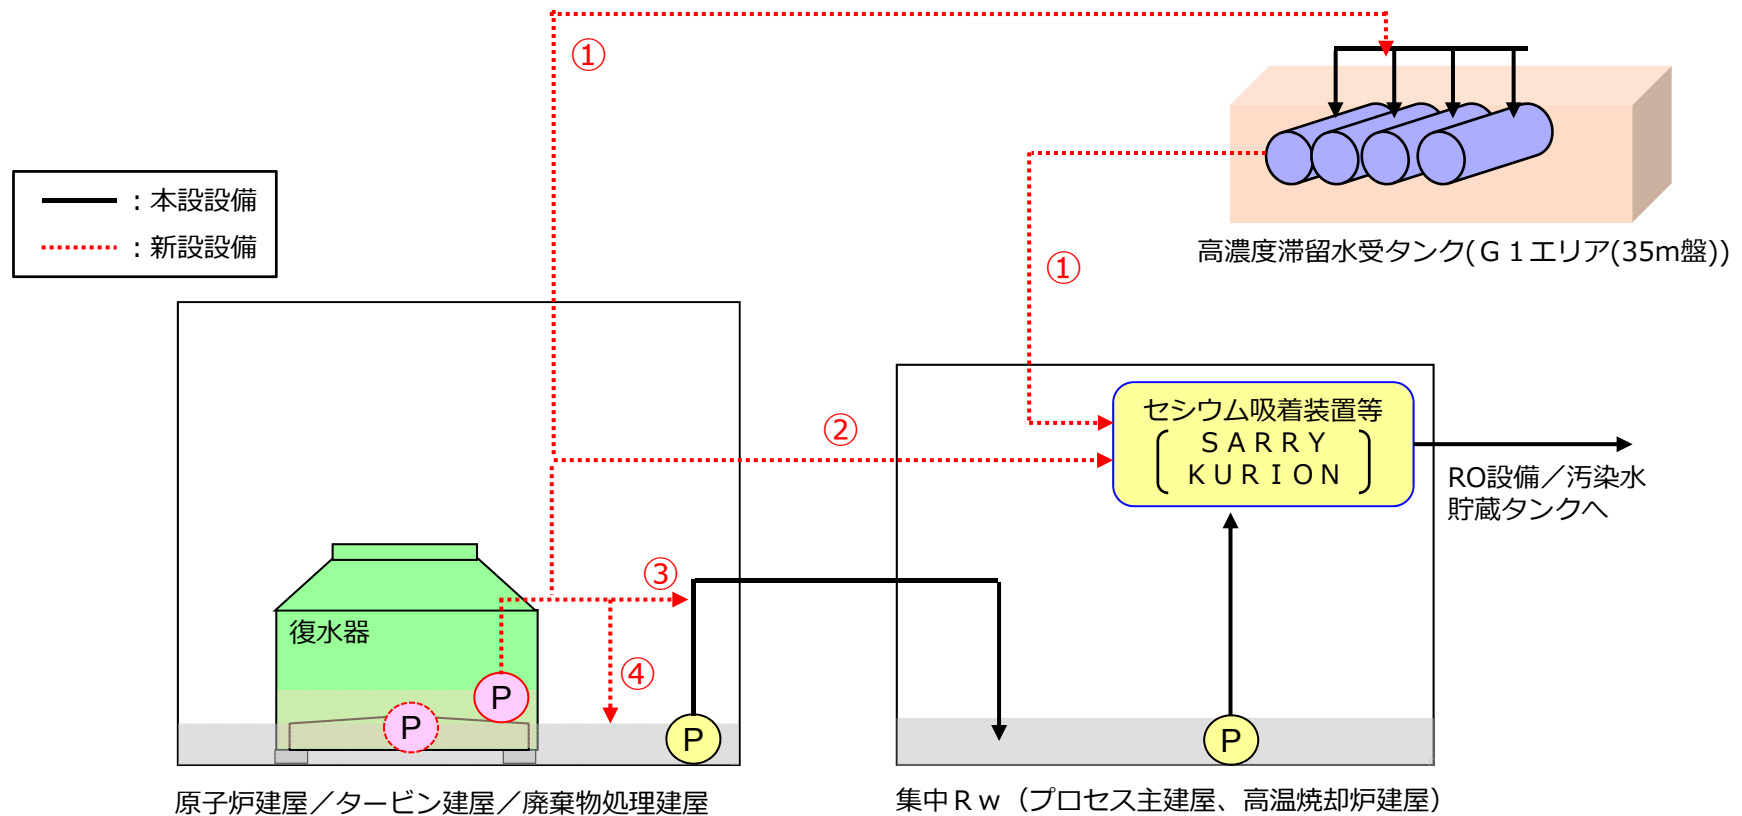 ①
：本設設備
：新設設備
高濃度滞留水受タンク(Ｇ１エリア(35m盤))
①
セシウム吸着装置等
ＳＡＲＲＹ
ＫＵＲＩＯＮ
②
RO設備／汚染水
貯蔵タンクへ
③
復水器
④
P
P
P
P
原子炉建屋／タービン建屋／廃棄物処理建屋
集中Ｒｗ（プロセス主建屋、高温焼却炉建屋）